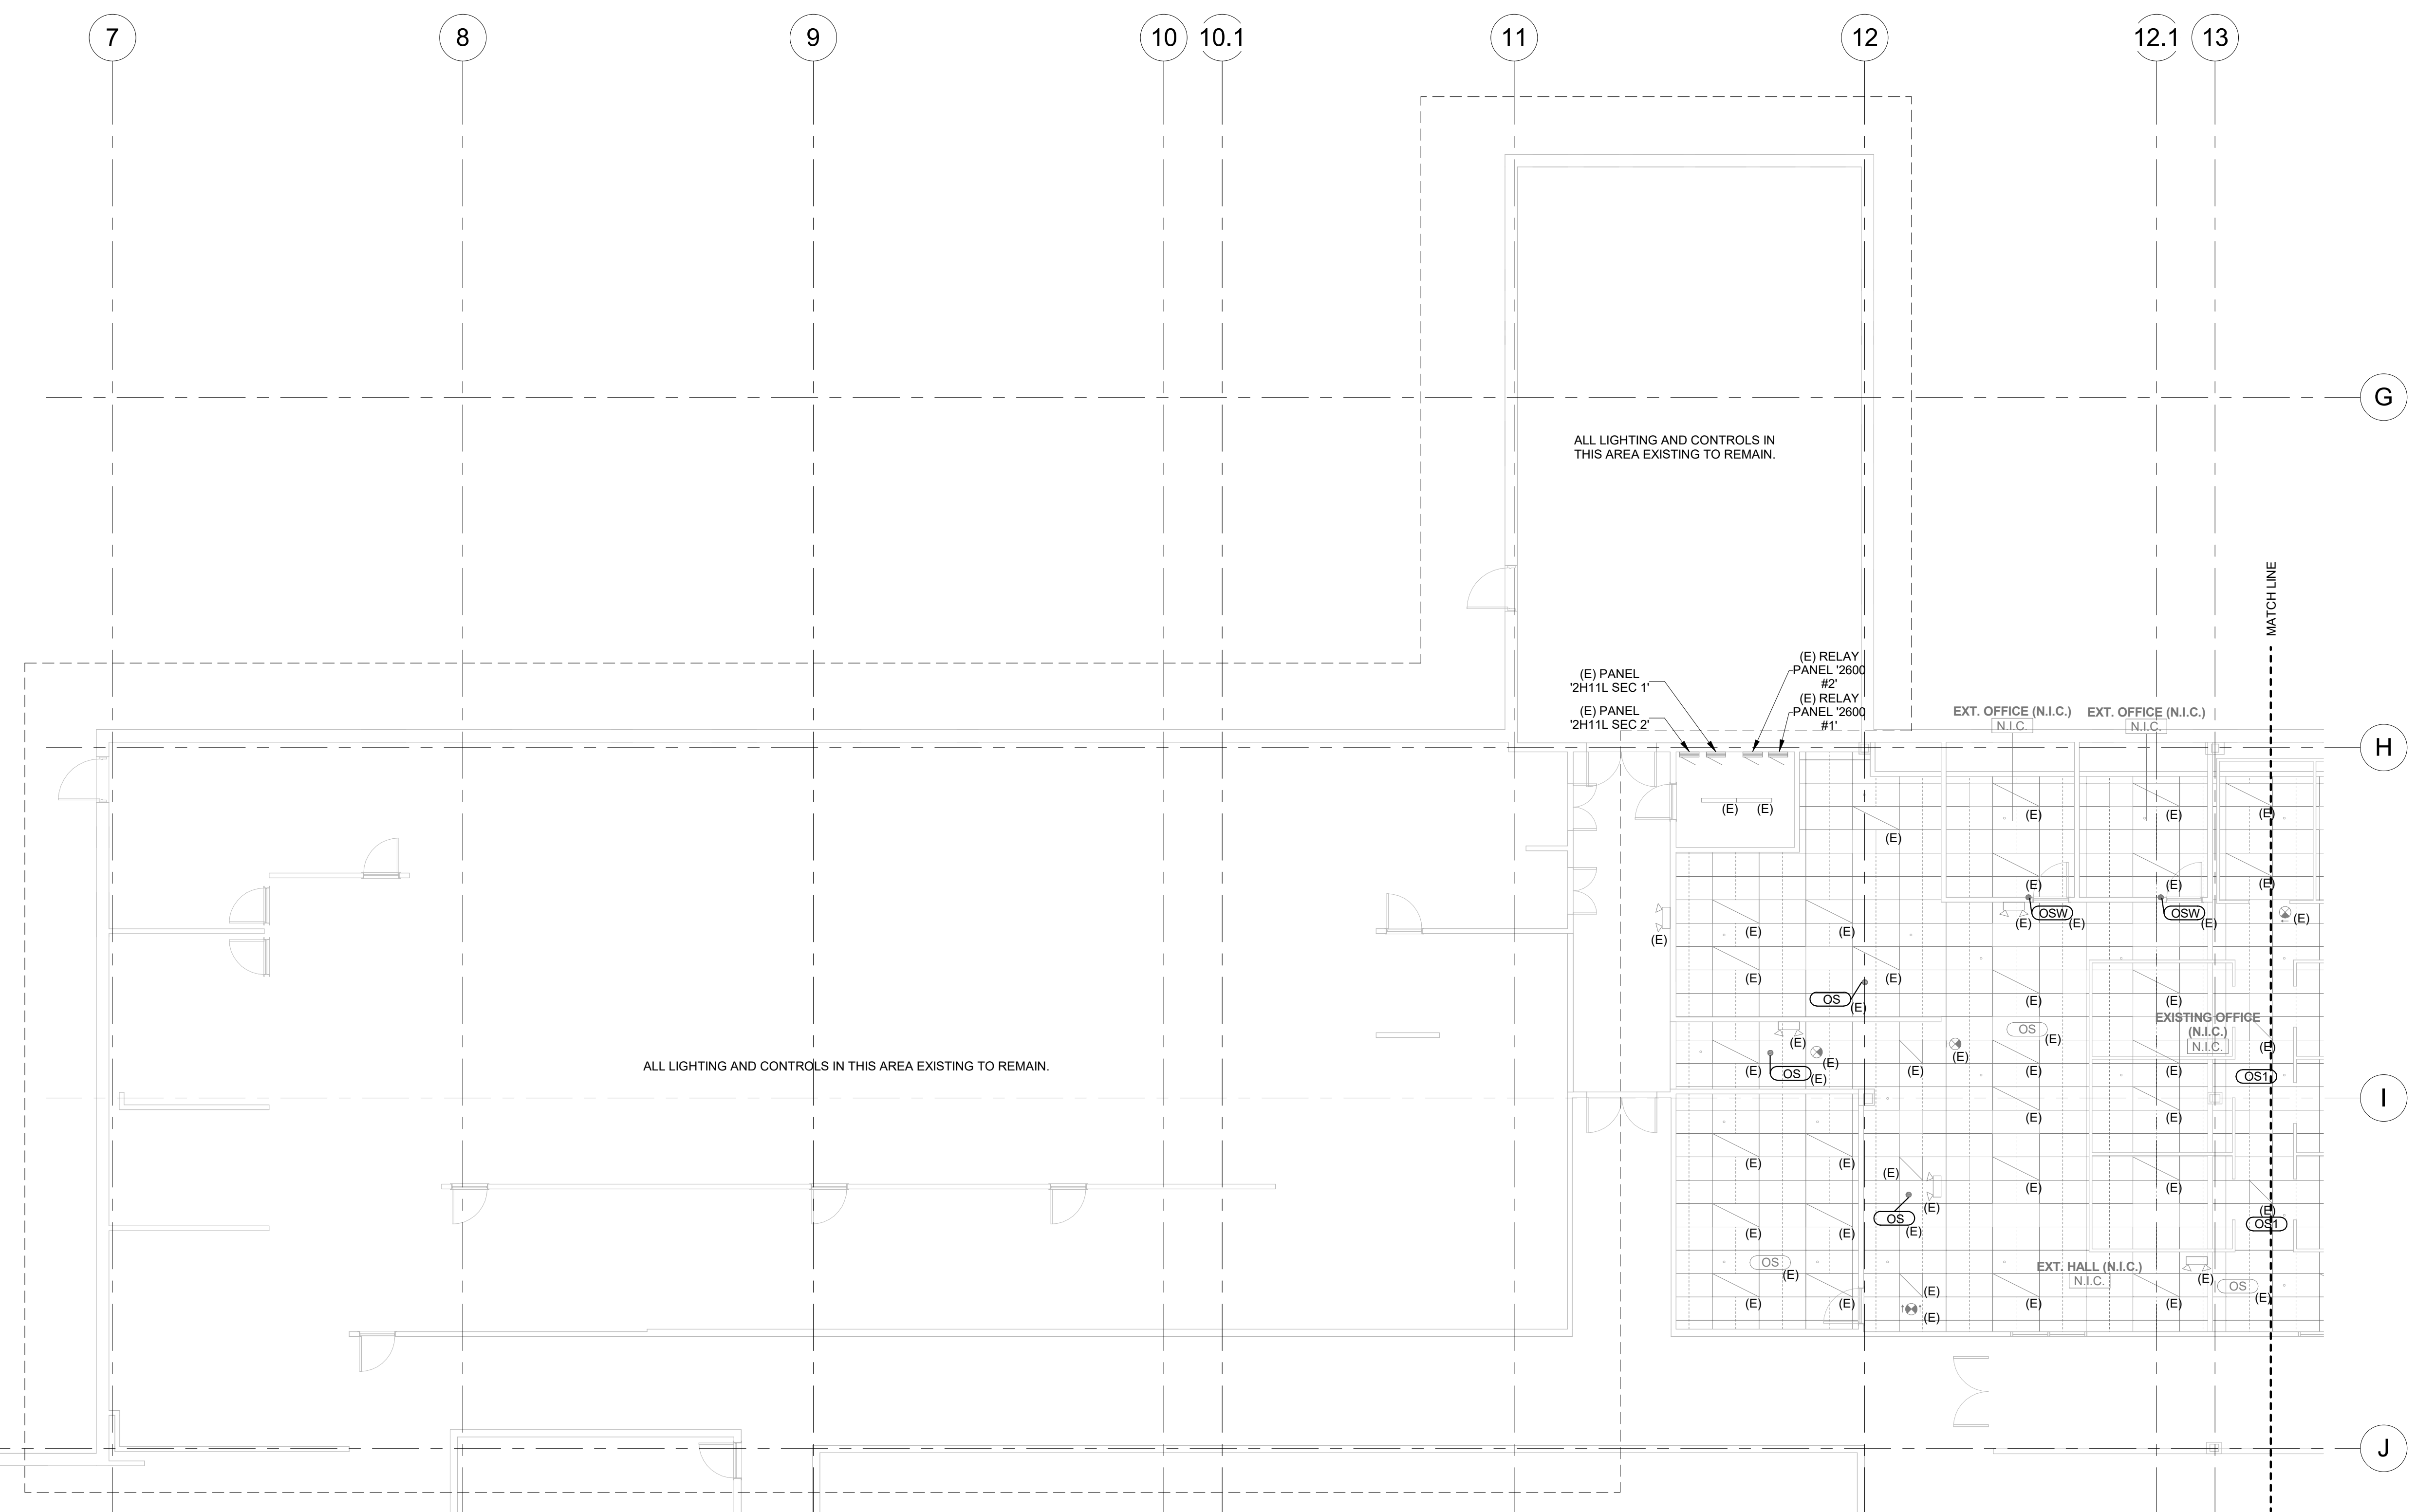 7
8
9
10
10.1
11
12
12.1
13
G
ALL LIGHTING AND CONTROLS IN
THIS AREA EXISTING TO REMAIN.
MATCH LINE
(E) PANEL
'2H11L SEC 1'
(E) RELAY
PANEL '2600
#2'
(E) PANEL
'2H11L SEC 2'
(E) RELAY
PANEL '2600
#1'
EXT. OFFICE (N.I.C.)
N.I.C.
EXT. OFFICE (N.I.C.)
N.I.C.
H
(E)
(E)
(E)
(E)
(E)
(E)
(E)
(E)
(E)
OSW
(E)
(E)
OSW
(E)
(E)
(E)
(E)
(E)
(E)
(E)
OS
(E)
(E)
(E)
EXISTING OFFICE
(N.I.C.)
N.I.C.
OS
(E)
(E)
(E)
(E)
(E)
(E)
OS
(E)
(E)
(E)
(E)
(E)
OS1
ALL LIGHTING AND CONTROLS IN THIS AREA EXISTING TO REMAIN.
I
(E)
(E)
(E)
(E)
(E)
(E)
(E)
(E)
(E)
OS
(E)
(E)
OS1
(E)
(E)
OS
(E)
EXT. HALL (N.I.C.)
N.I.C.
(E)
OS
(E)
(E)
(E)
(E)
(E)
(E)
(E)
J